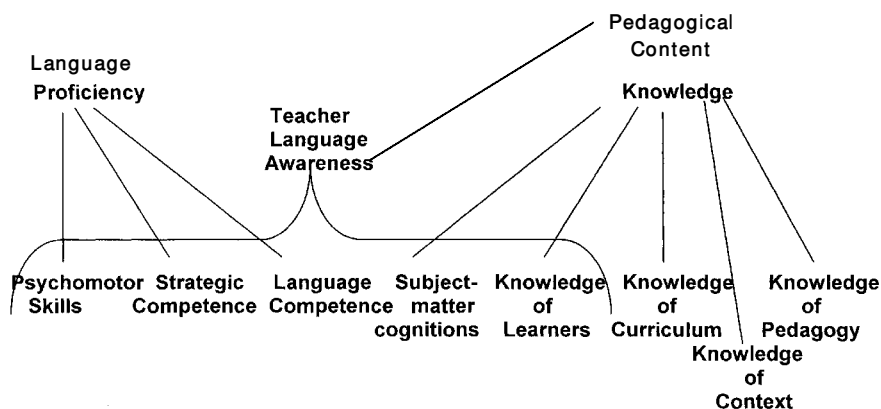 Pedagogical
Content
Knowledge
Language
Proficiency
Teacher
Language
Awareness
Psychomotor
Skills
Strategic
Competence
Language
Competence
Subject-
matter
cognitions
Knowledge
of
Learners
Knowledge
of
Curriculum
Knowledge
of
Pedagogy
Knowledge
of
Context